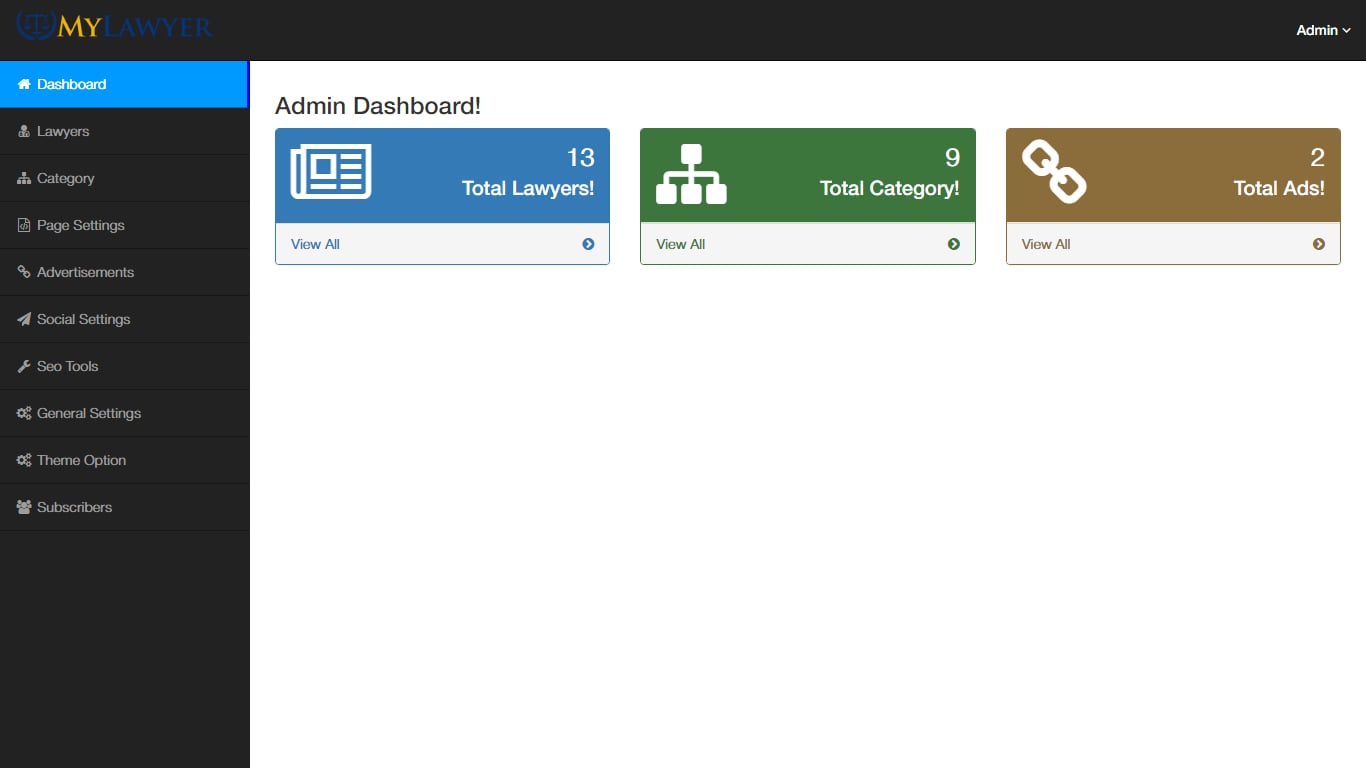 MyLawyer
Admin
Dashboard
Lawyers
Category
Page Settings
Advertisements
Social Settings
Seo Tools
General Settings
Theme Option
Subscribers
Admin Dashboard!
13
Total Lawyers!
View All
9
Total Category!
View All
2
Total Ads!
View All